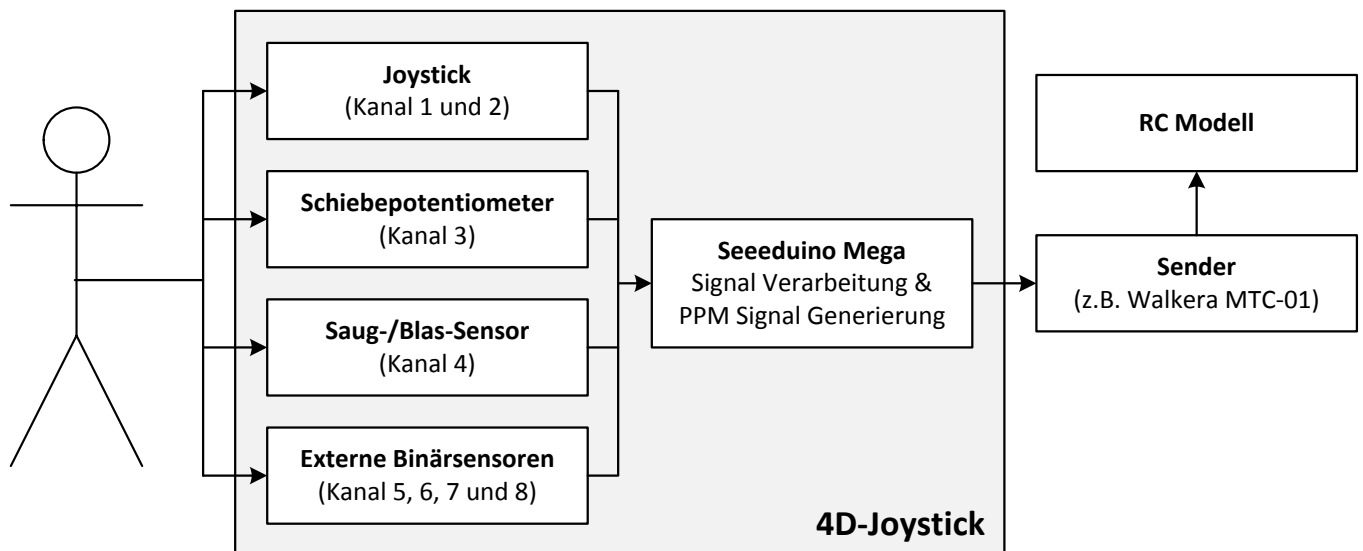 Joystick
(Kanal 1 und 2)
Schiebepotentiometer
(Kanal 3)
Saug-/Blas-Sensor
(Kanal 4)
Externe Binärsensoren
(Kanal 5, 6, 7 und 8)
Seeeduino Mega
Signal Verarbeitung &
PPM Signal Generierung
4D-Joystick
RC Modell
Sender
(z.B. Walkera MTC-01)